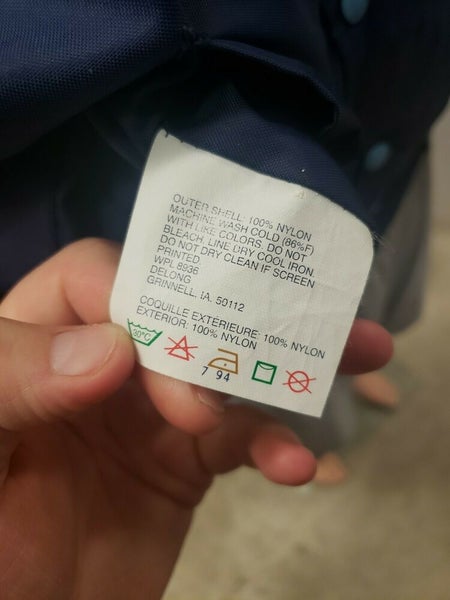 OUTER SHELL: 100% NYLON
MACHINE WASH COLD (86%F)
WITH LIKE COLORS. DO NOT
BLEACH. LINE DRY COOL IRON.
DO NOT DRY CLEAN IF SCREEN
PRINTED
WPL 8936
DELONG
GRINNELL, IA. 50112
COQUILLE EXTÉRIEURE: 100% NYLON
EXTERIOR: 100% NYLON
30°C
7 94